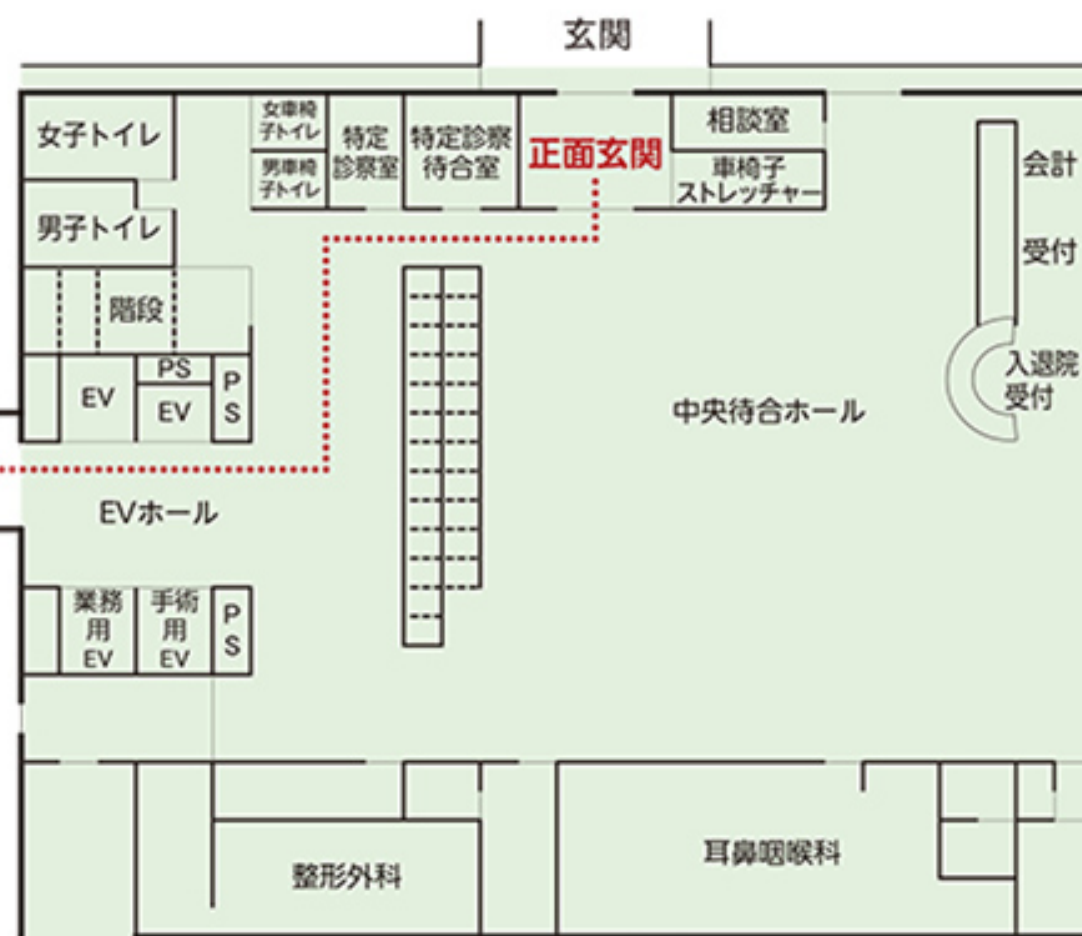 玄関
女子トイレ
女車椅
子トイレ
男車椅
子トイレ
特定
診察室
特定診察
待合室
正面玄関
相談室
車椅子
ストレッチャー
会計
受付
男子トイレ
階段
EV
PS
EV
P
S
入退院
受付
中央待合ホール
EVホール
業務
用
EV
手術
用
EV
P
S
整形外科
耳鼻咽喉科